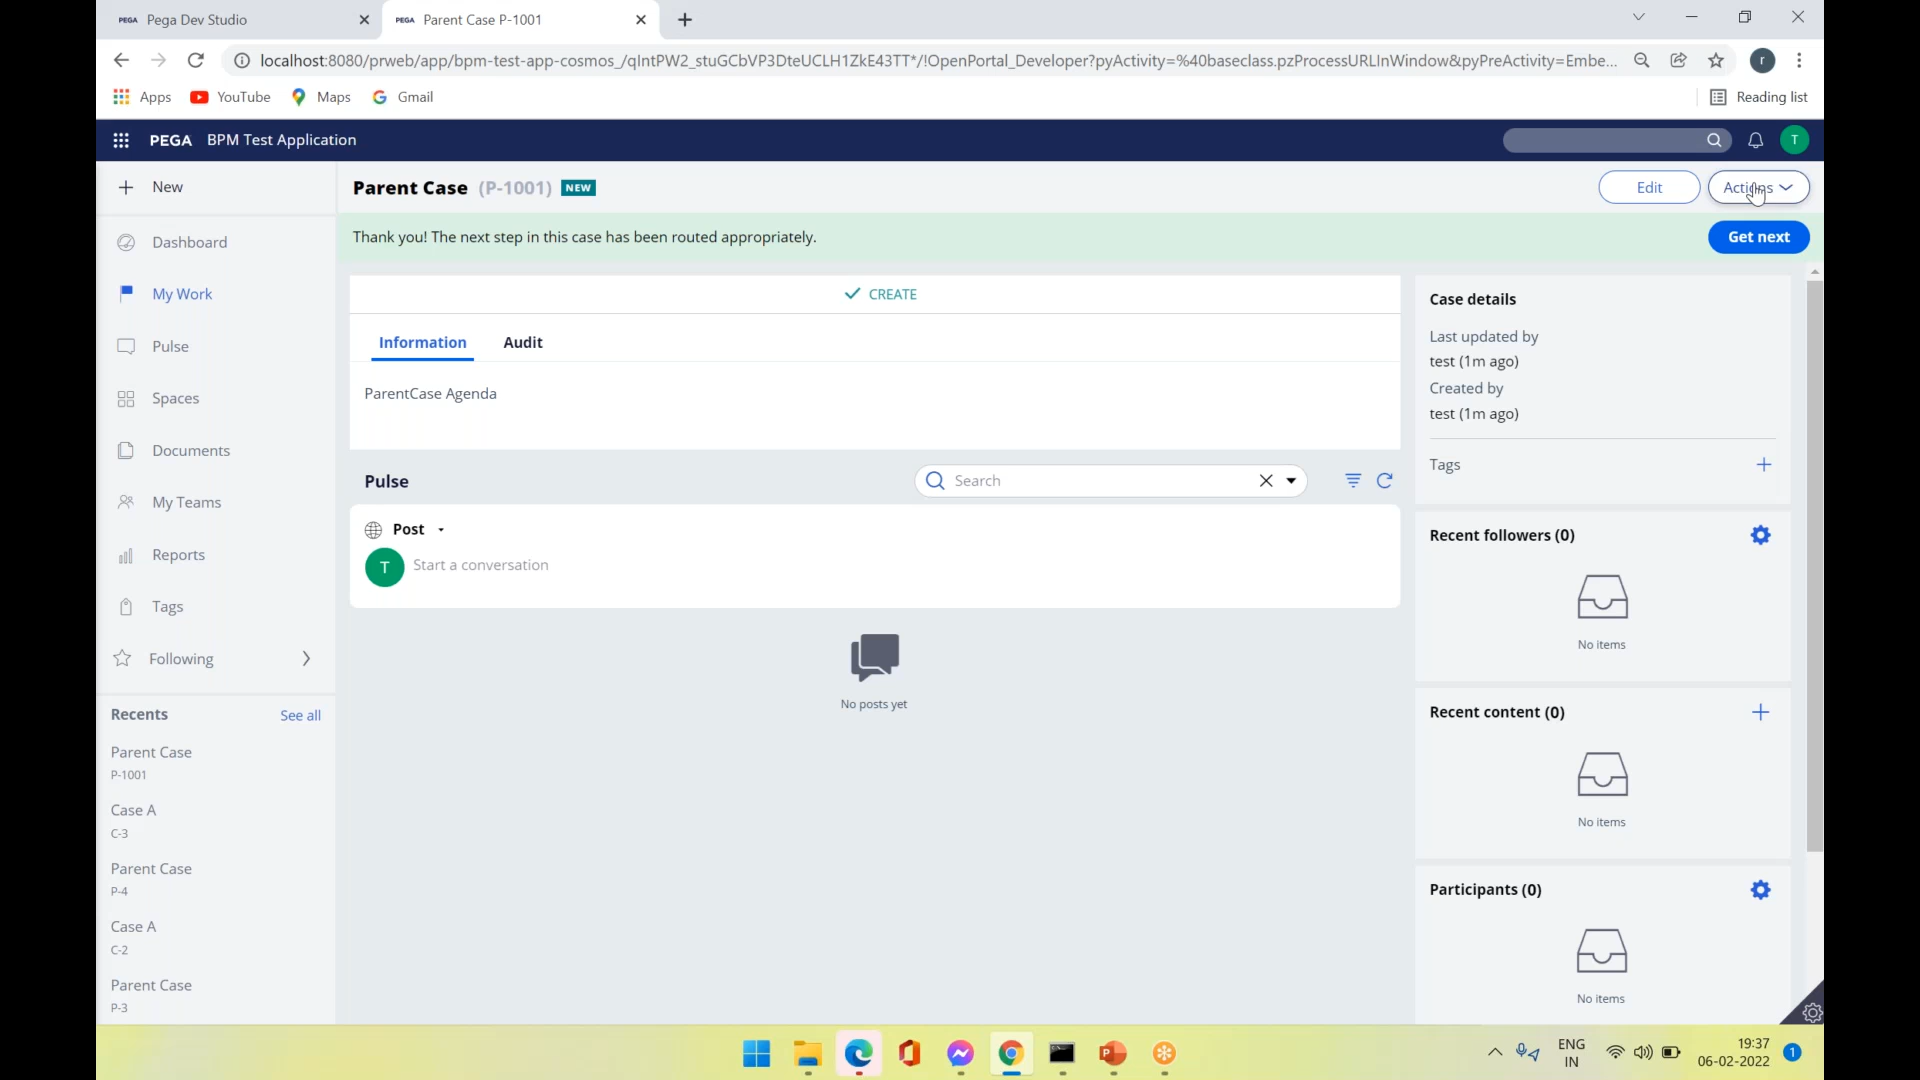 PEGA Pega Dev Studio
PEGA Parent Case P-1001
localhost:8080/prweb/app/bpm-test-app-cosmos_/qIntPW2_stuGCbVP3DteUCLH1ZkE43TT*/!OpenPortal_Developer?pyActivity=%40baseclass.pzProcessURLInWindow&pyPreActivity=Embe...
r
Apps YouTube Maps Gmail
Reading list
PEGA BPM Test Application
T
New
Parent Case (P-1001) NEW
Edit
Actions
Thank you! The next step in this case has been routed appropriately.
Get next
Dashboard
My Work
Pulse
Spaces
Documents
My Teams
Reports
Tags
Following
Recents See all
Parent Case
P-1001
Case A
C-3
Parent Case
P-4
Case A
C-2
Parent Case
P-3
CREATE
Information Audit
ParentCase Agenda
Pulse
Search
Post
T Start a conversation
No posts yet
Case details
Last updated by
test (1m ago)
Created by
test (1m ago)
Tags
Recent followers (0)
No items
Recent content (0)
No items
Participants (0)
No items
ENG
IN
19:37
06-02-2022
1